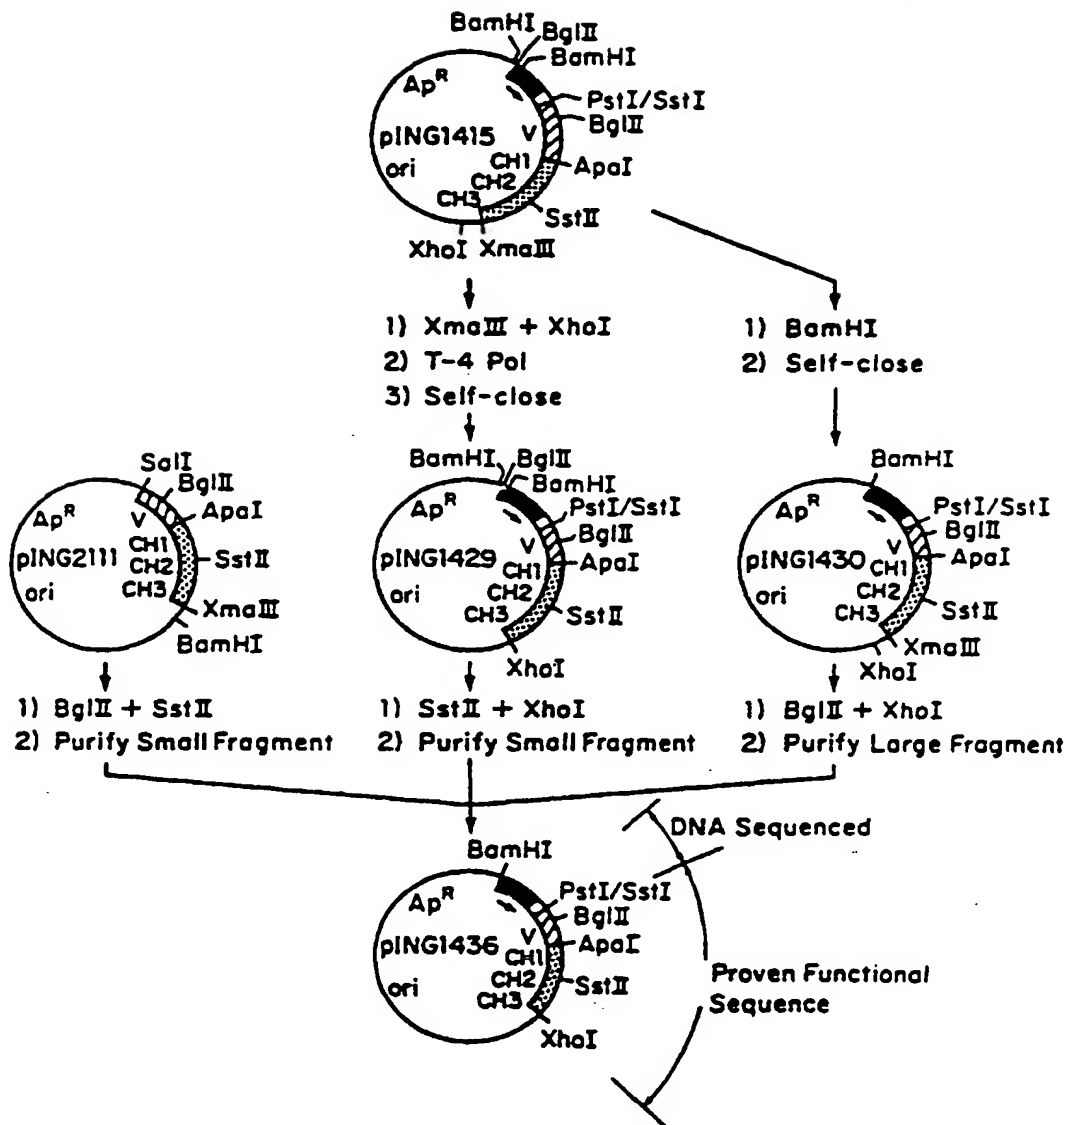 BamHI
BglII
BamHI
Ap^R
PstI/SstI
BglII
pING1415
V
ori
CH1
ApaI
CH2
CH3
SstII
XhoI XmaIII
1) XmaIII + XhoI
2) T-4 Pol
3) Self-close
1) BamHI
2) Self-close
SalI
BglII
ApaI
Ap^R
V
pING2111
CH1
CH2
SstII
ori
CH3
XmaIII
BamHI
BamHI
BglII
BamHI
Ap^R
PstI/SstI
BglII
V
pING1429
ApaI
CH1
ori
CH2
CH3
SstII
XhoI
BamHI
Ap^R
PstI/SstI
BglII
V
pING1430
ApaI
CH1
ori
CH2
CH3
SstII
XmaIII
XhoI
1) BglII + SstII
2) Purify Small Fragment
1) SstII + XhoI
2) Purify Small Fragment
1) BglII + XhoI
2) Purify Large Fragment
BamHI
DNA Sequenced
Ap^R
PstI/SstI
BglII
V
pING1436
ApaI
CH1
ori
CH2
CH3
SstII
XhoI
Proven Functional
Sequence